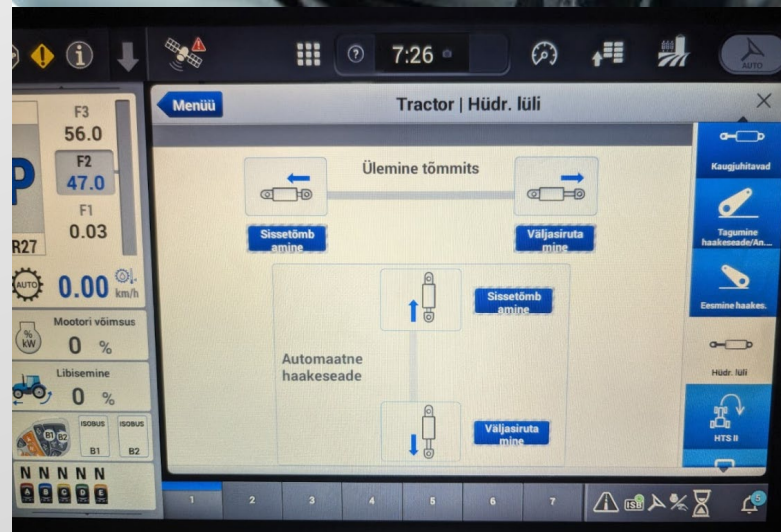 7:26
AUTO
Menüü
Tractor | Hüdr. lüli
F3
56.0
F2
47.0
F1
0.03
R27
AUTO
0.00 km/h
Mootori võimsus
% kW
0 %
Libisemine
0 %
B1 B2
ISOBUS
B1
ISOBUS
B2
N N N N N
A B G D E
Ülemine tõmmits
Sissetõmb
amine
Väljasiruta
mine
Sissetõmb
amine
Automaatne
haakeseade
Väljasiruta
mine
Kaugjuhitavad
Tagumine
haakeseade/An...
Eesmine haakes.
Hüdr. lüli
HTS II
1 2 3 4 5 6 7
ISB